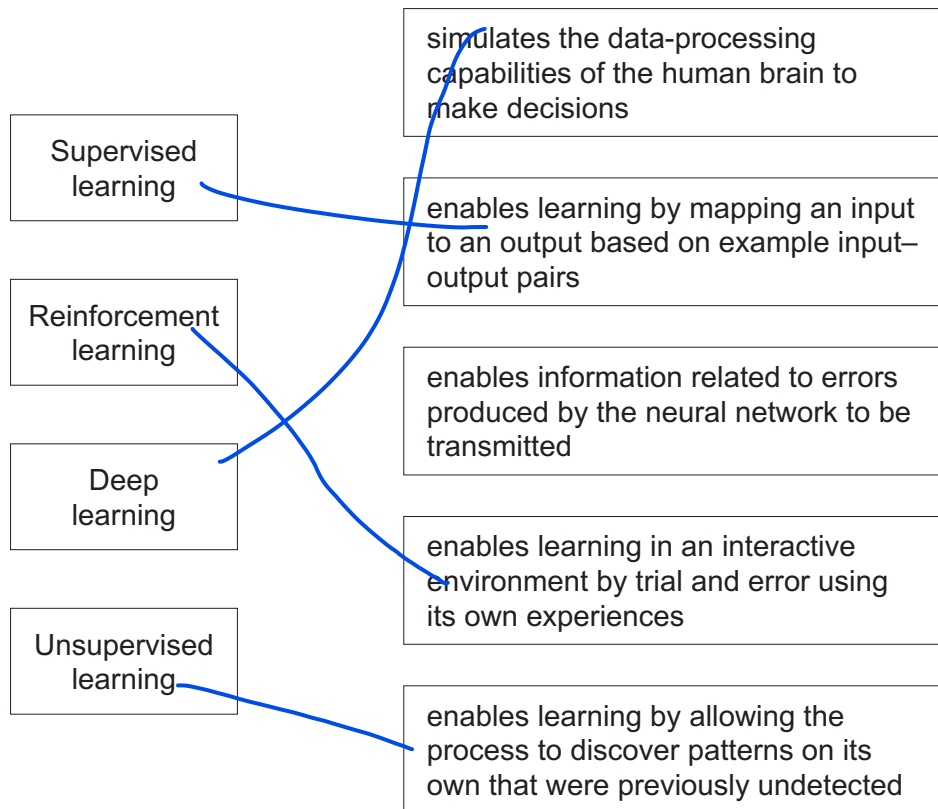 Supervised
learning
Reinforcement
learning
Deep
learning
Unsupervised
learning
simulates the data-processing
capabilities of the human brain to
make decisions
enables learning by mapping an input
to an output based on example input–
output pairs
enables information related to errors
produced by the neural network to be
transmitted
enables learning in an interactive
environment by trial and error using
its own experiences
enables learning by allowing the
process to discover patterns on its
own that were previously undetected